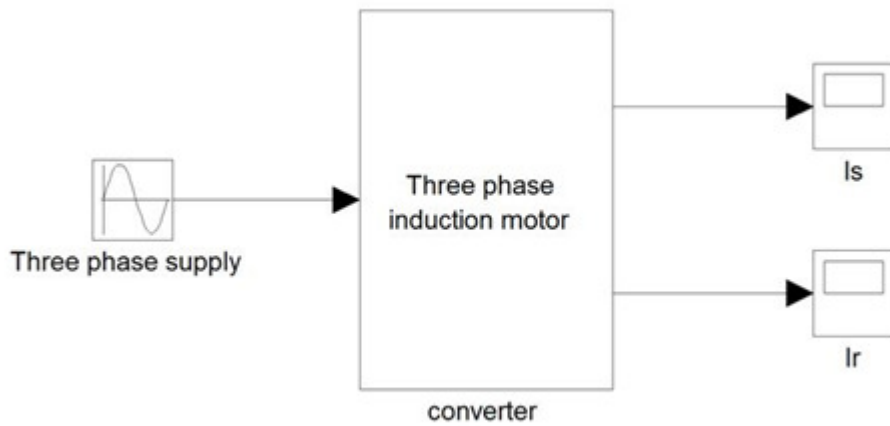 Three phase supply
Three phase
induction motor
converter
Is
Ir